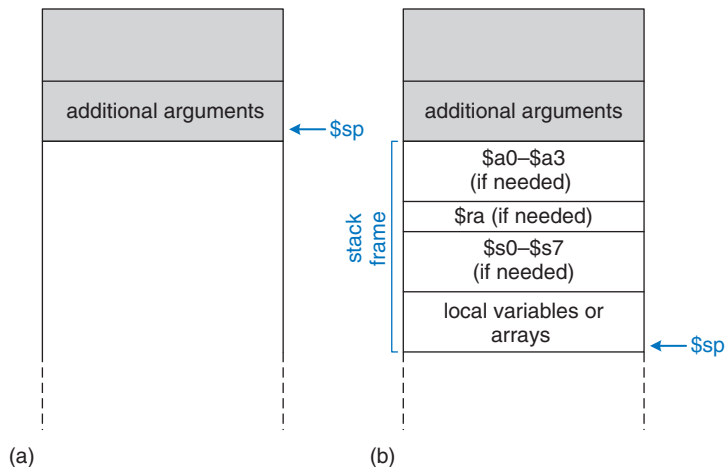 additional arguments
$sp
(a)
additional arguments
$a0–$a3
(if needed)
$ra (if needed)
$s0–$s7
(if needed)
local variables or
arrays
stack
frame
$sp
(b)